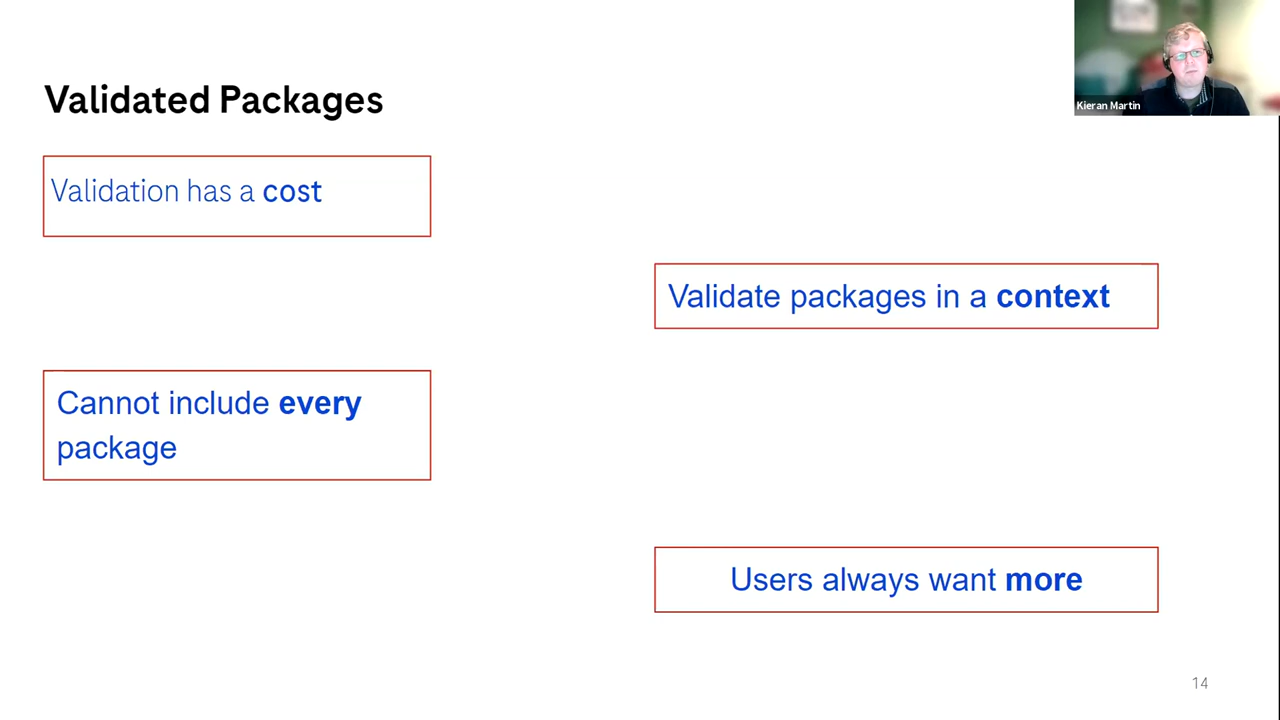 Validated Packages
Kieran Martin
Validation has a cost
Validate packages in a context
Cannot include every
package
Users always want more
14